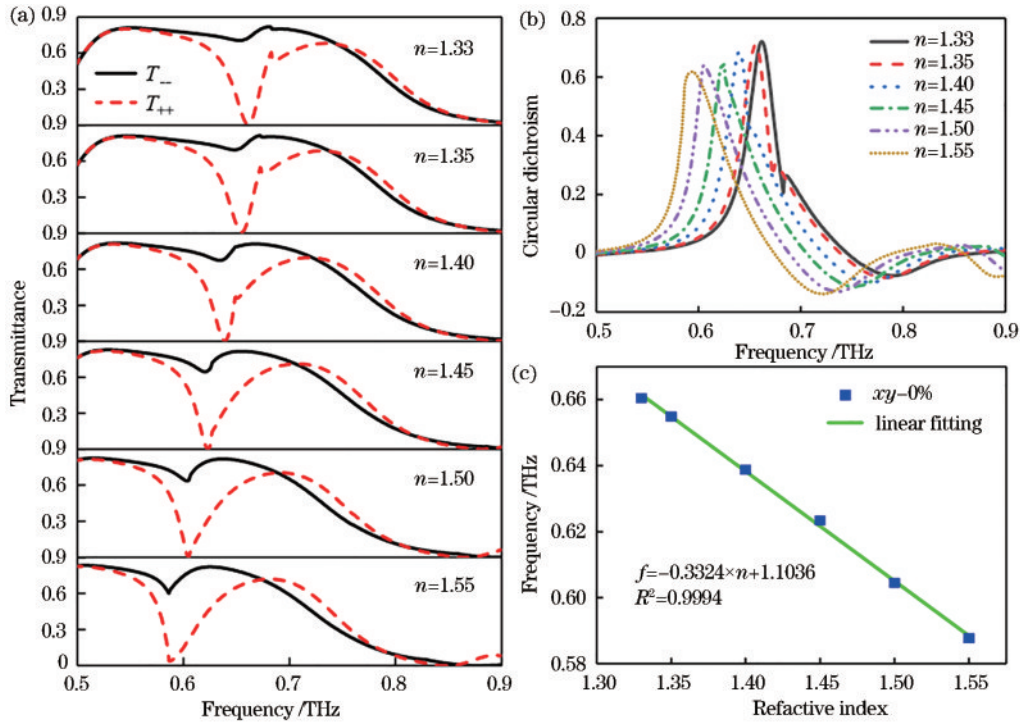 (a)
0.9
0.6
0.3
0.9
0.6
0.3
0.9
0.6
0.3
0.9
0.6
0.3
0.9
0.6
0.3
0.9
0.6
0.3
0
Transmittance
T₋₋
T₊₊
n=1.33
n=1.35
n=1.40
n=1.45
n=1.50
n=1.55
0.5 0.6 0.7 0.8 0.9
Frequency /THz
(b)
0.8
0.6
0.4
0.2
0
−0.2
Circular dichroism
n=1.33
n=1.35
n=1.40
n=1.45
n=1.50
n=1.55
0.5 0.6 0.7 0.8 0.9
Frequency /THz
(c)
0.66
0.64
0.62
0.60
0.58
Frequency /THz
xy−0%
linear fitting
f=−0.3324×n+1.1036
R²=0.9994
1.30 1.35 1.40 1.45 1.50 1.55
Refractive index